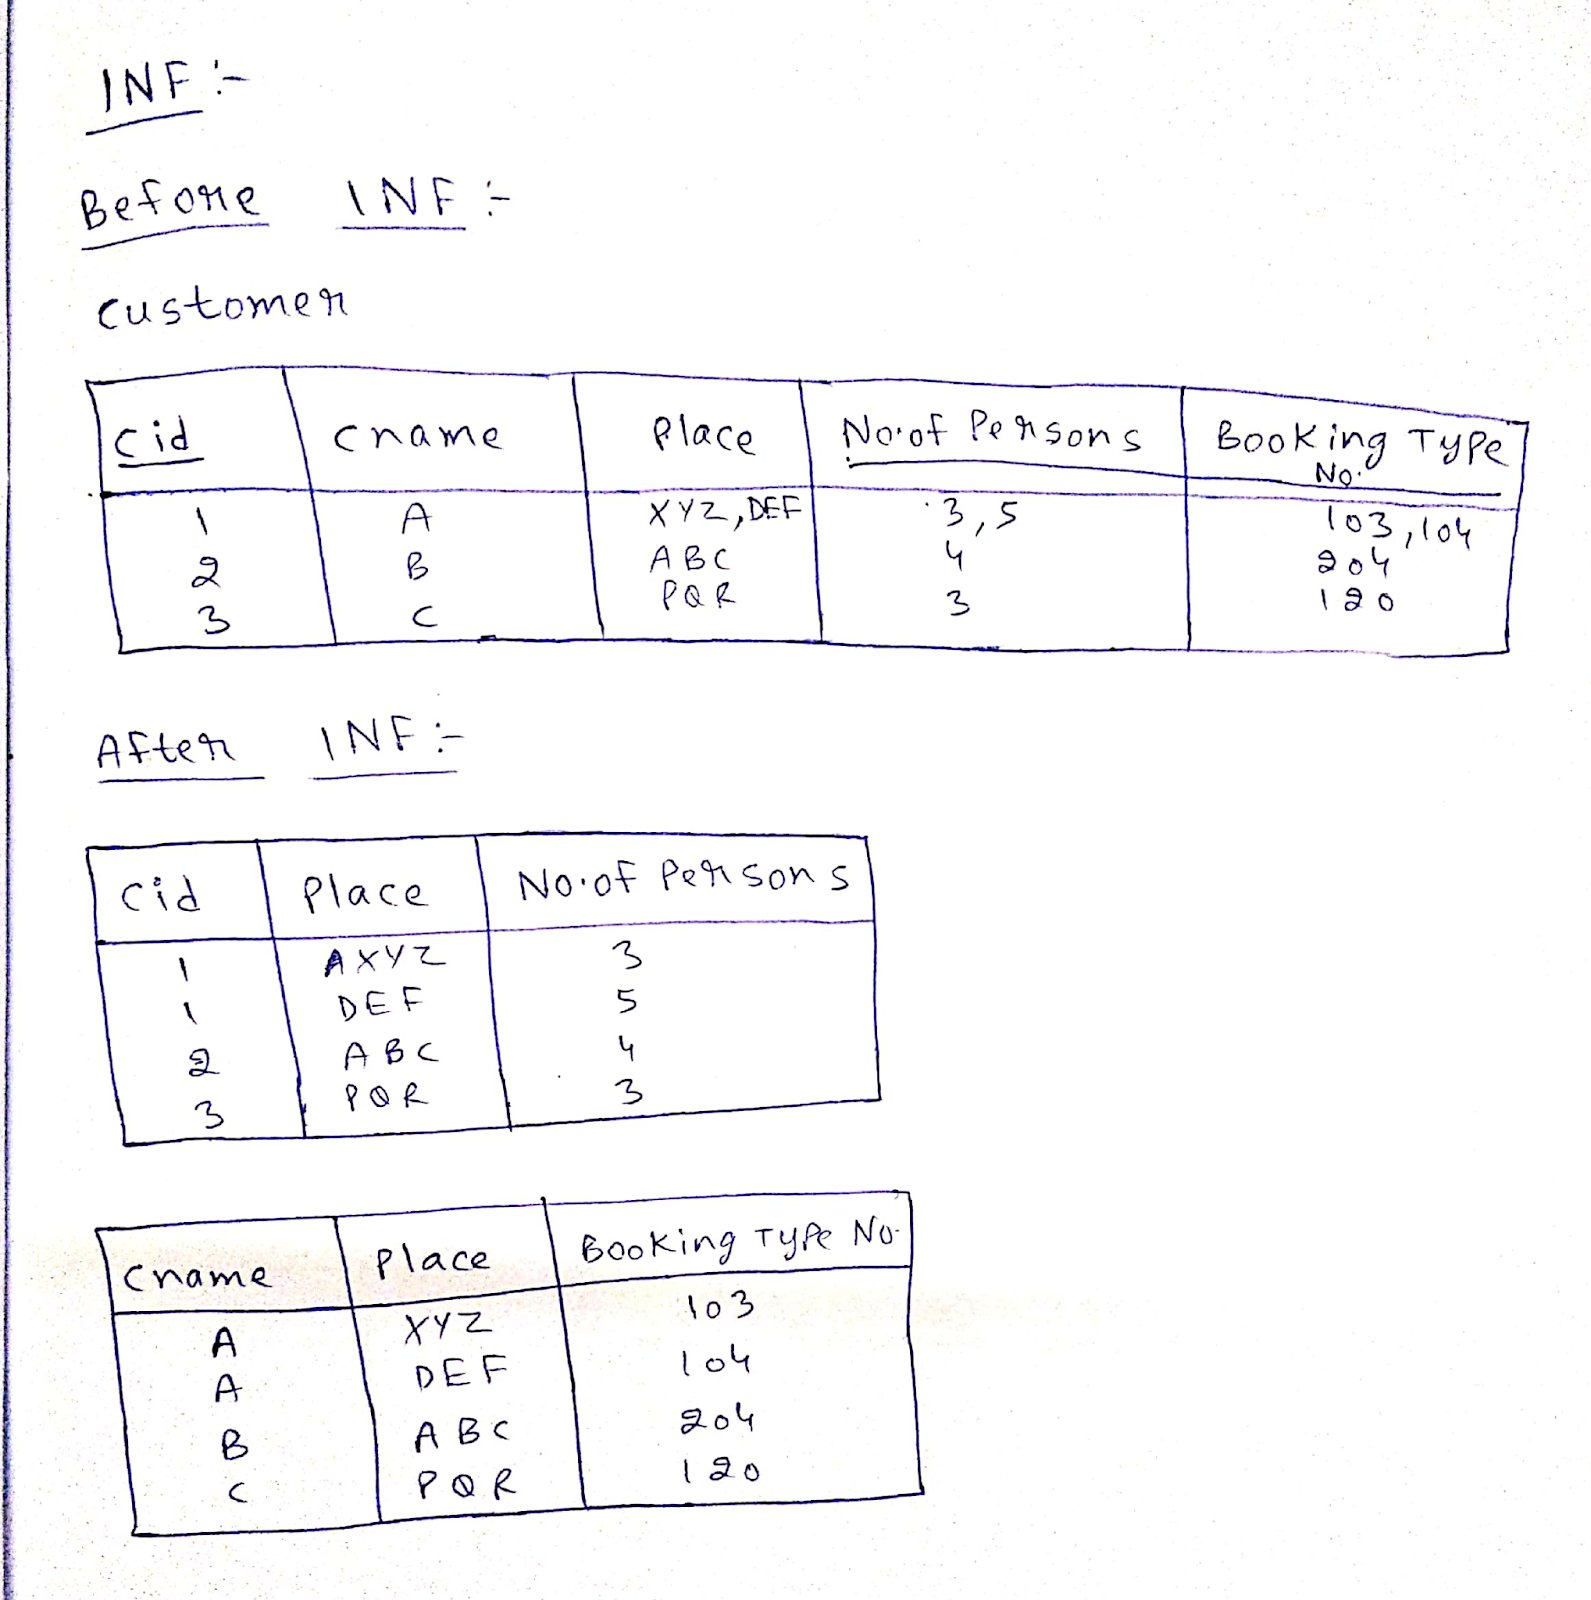 1NF :-
Before 1NF :-
Customer
Cid Cname Place No. of Persons Booking Type No.
1 A XYZ, DEF 3, 5 103, 104
2 B ABC 4 204
3 C PQR 3 120
After 1NF :-
Cid Place No. of Persons
1 AXYZ 3
1 DEF 5
2 ABC 4
3 PQR 3
Cname Place Booking Type No.
A XYZ 103
A DEF 104
B ABC 204
C PQR 120